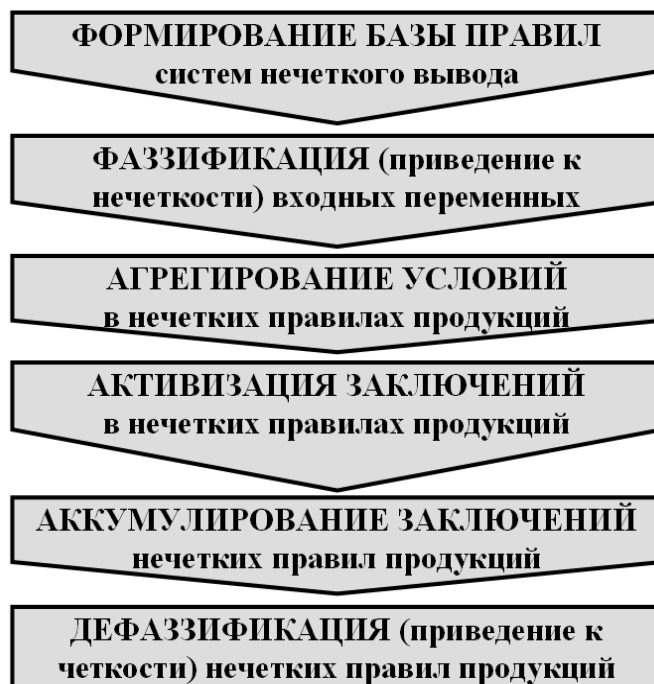 ФОРМИРОВАНИЕ БАЗЫ ПРАВИЛ
систем нечеткого вывода
ФАЗЗИФИКАЦИЯ (приведение к
нечеткости) входных переменных
АГРЕГИРОВАНИЕ УСЛОВИЙ
в нечетких правилах продукций
АКТИВИЗАЦИЯ ЗАКЛЮЧЕНИЙ
в нечетких правилах продукций
АККУМУЛИРОВАНИЕ ЗАКЛЮЧЕНИЙ
нечетких правил продукций
ДЕФАЗЗИФИКАЦИЯ (приведение к
четкости) нечетких правил продукций